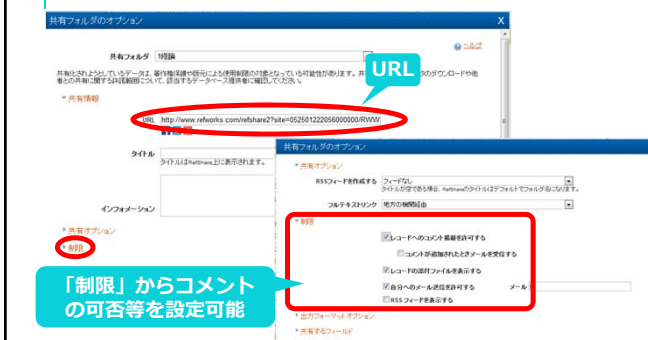 共有フォルダのオプション X
共有フォルダ 1特論
ヘルプ
共有化されようとしているデータは、著作権保護や版元による使用制限の対象となっている可能性があります。共
タのダウンロードや他
者との共有に関する許諾範囲について、該当するデータベース提供者に確認してください。
URL
* 共有情報
URL http://www.refworks.com/refshare2?site=052501222056000000/RWW
タイトル
タイトルはRefShare上に表示されます。
インフォメーション
* 共有オプション
* 制限
「制限」からコメント
の可否等を設定可能
共有フォルダのオプション
* 共有オプション
RSSフィードを作成する フィードなし
タイトルが空である場合、RefShareのタイトルはデフォルトでフォルダ名になります。
フルテキストリンク 地方の機関経由
* 制限
レコードへのコメント掲載を許可する
コメントが追加されたときメールを受信する
レコードの添付ファイルを表示する
自分へのメール送信を許可する メール
RSSフィードを表示する
* 出力フォーマットオプション
* 共有するフィールド